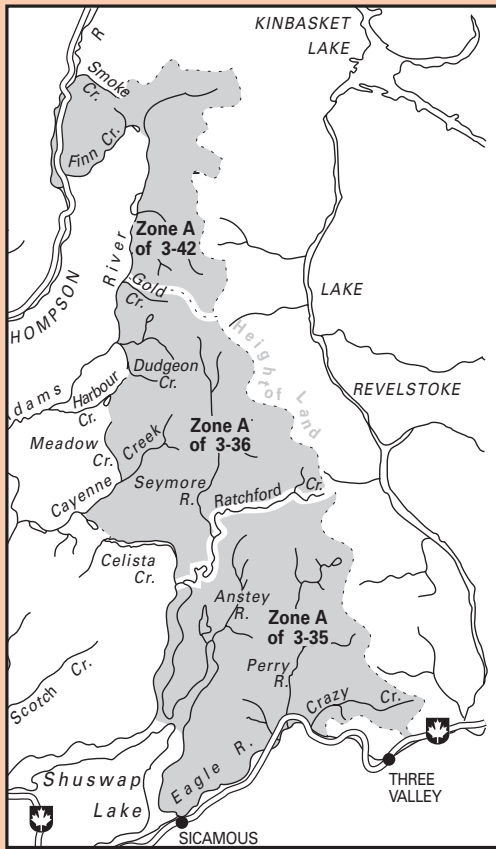 KINBASKET
LAKE
R
Smoke
Cr.
Finn Cr.
Zone A
of 3-42
River
Gold
Cr.
HOMPSON
LAKE
REVELSTOKE
Height
of Land
dams
Harbour
Cr.
Dudgeon
Cr.
Zone A
of 3-36
Meadow
Cr.
Cayenne Creek
Seymore
R.
Ratchford Cr.
Celista
Cr.
Anstey
R.
Zone A
of 3-35
Perry
R.
Scotch Cr.
Crazy Cr.
Eagle R.
Shuswap
Lake
THREE
VALLEY
SICAMOUS